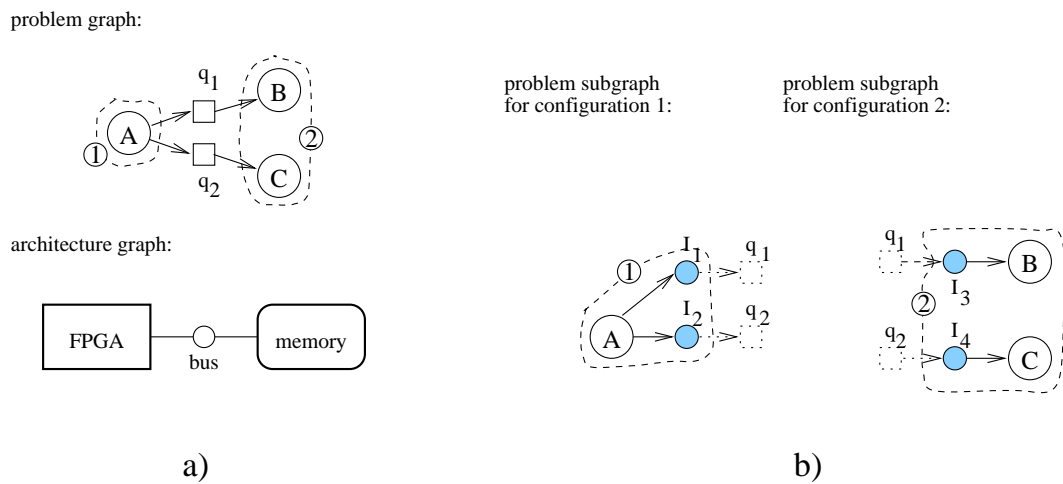 problem graph:
A
1
q1
q2
B
2
C
architecture graph:
FPGA
bus
memory
a)
problem subgraph
for configuration 1:
1
I1
q1
I2
q2
A
problem subgraph
for configuration 2:
q1
I3
B
2
q2
I4
C
b)